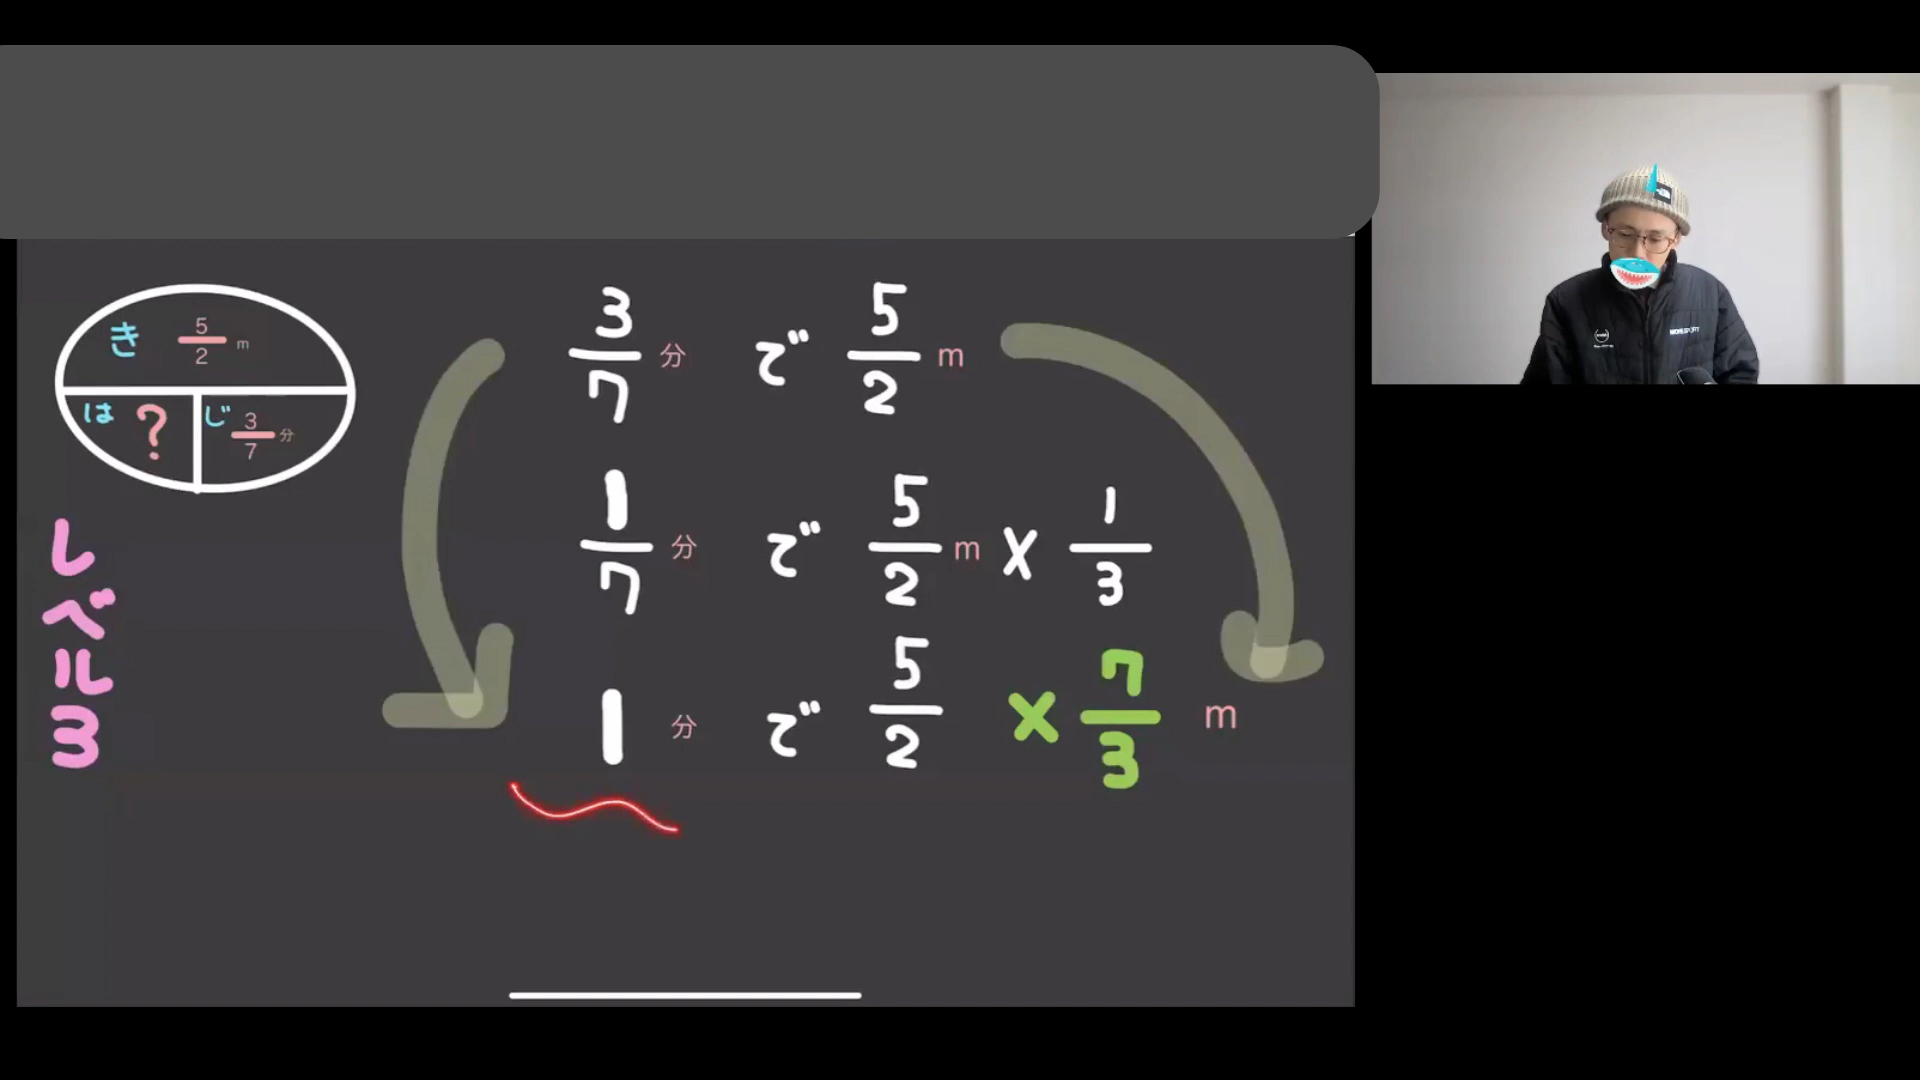 き 5/2 m
は ? じ 3/7 分
レベル3
3/7 分 で 5/2 m
1/7 分 で 5/2 m × 1/3
1 分 で 5/2 × 7/3 m